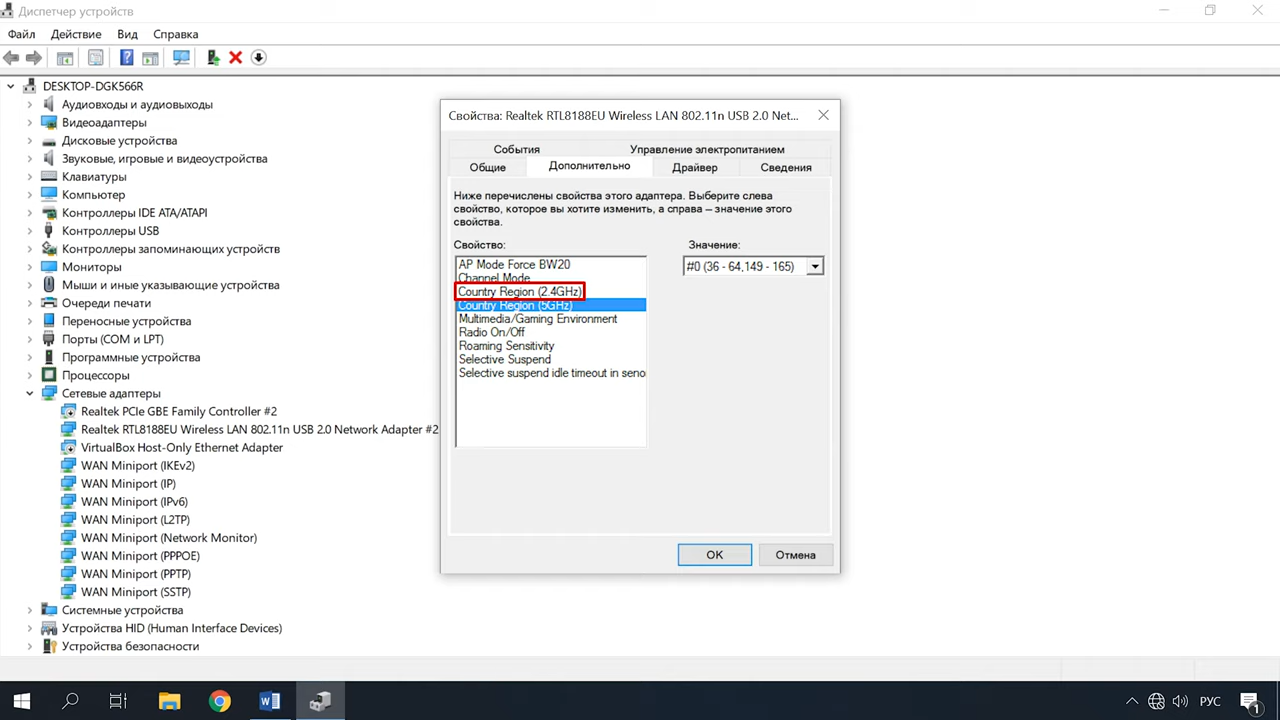 Диспетчер устройств
Файл Действие Вид Справка
DESKTOP-DGK566R
Аудиовходы и аудиовыходы
Видеоадаптеры
Дисковые устройства
Звуковые, игровые и видеоустройства
Клавиатуры
Компьютер
Контроллеры IDE ATA/ATAPI
Контроллеры USB
Контроллеры запоминающих устройств
Мониторы
Мыши и иные указывающие устройства
Очереди печати
Переносные устройства
Порты (COM и LPT)
Программные устройства
Процессоры
Сетевые адаптеры
Realtek PCIe GBE Family Controller #2
Realtek RTL8188EU Wireless LAN 802.11n USB 2.0 Network Adapter #2
VirtualBox Host-Only Ethernet Adapter
WAN Miniport (IKEv2)
WAN Miniport (IP)
WAN Miniport (IPv6)
WAN Miniport (L2TP)
WAN Miniport (Network Monitor)
WAN Miniport (PPPOE)
WAN Miniport (PPTP)
WAN Miniport (SSTP)
Системные устройства
Устройства HID (Human Interface Devices)
Устройства безопасности
Свойства: Realtek RTL8188EU Wireless LAN 802.11n USB 2.0 Net...
События Управление электропитанием
Общие Дополнительно Драйвер Сведения
Ниже перечислены свойства этого адаптера. Выберите слева
свойство, которое вы хотите изменить, а справа – значение этого
свойства.
Свойство: Значение:
AP Mode Force BW20 #0 (36 - 64,149 - 165)
Channel Mode
Country Region (2.4GHz)
Country Region (5GHz)
Multimedia/Gaming Environment
Radio On/Off
Roaming Sensitivity
Selective Suspend
Selective suspend idle timeout in seno
OK Отмена
РУС 1